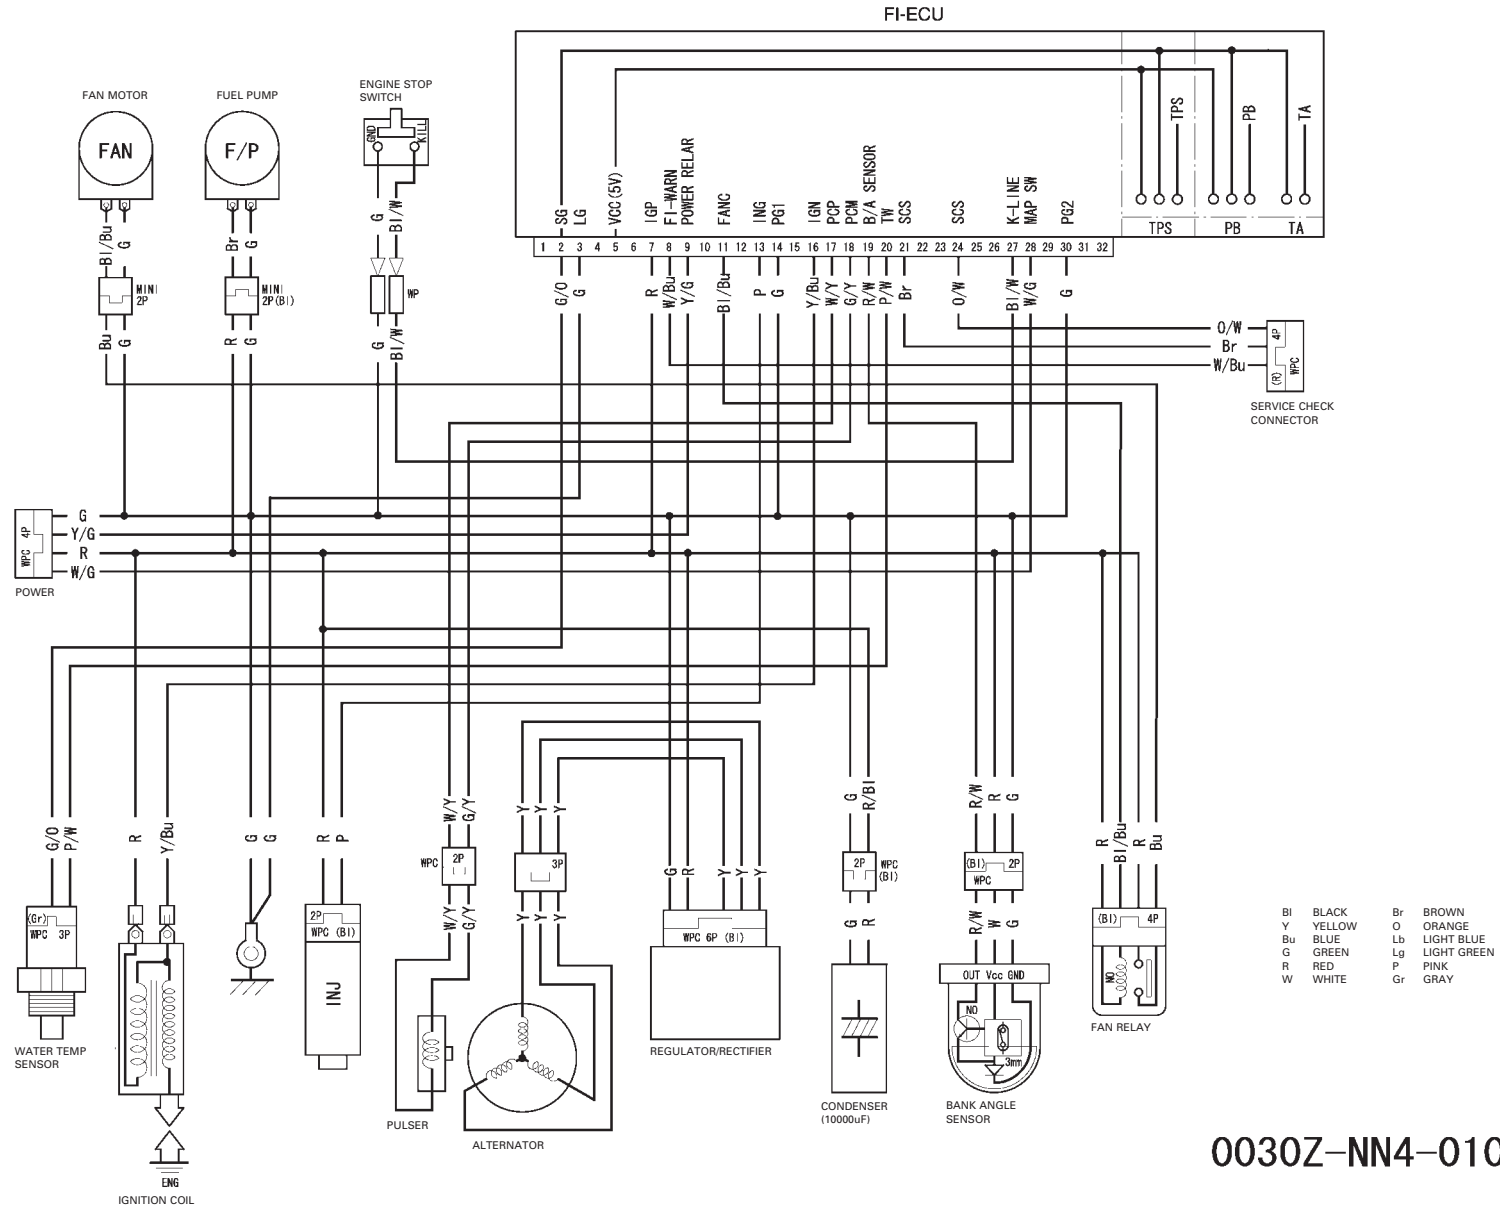 FI-ECU
FAN MOTOR
FUEL PUMP
ENGINE STOP
SWITCH
FAN
F/P
GND
KILL
SG
LG
VCC(5V)
IGP
FI-WARN
POWER RELAR
FANC
ING
PG1
IGN
PCP
PCM
B/A SENSOR
TW
SCS
SCS
K-LINE
MAP SW
PG2
TPS
PB
TA
TPS
PB
TA
1 2 3 4 5 6 7 8 9 10 11 12 13 14 15 16 17 18 19 20 21 22 23 24 25 26 27 28 29 30 31 32
Bl/Bu
G
Br
G
G
Bl/W
G/O
G
R
W/Bu
Y/G
Bl/Bu
P
G
Y/Bu
W/Y
G/Y
R/W
P/W
Br
O/W
Bl/W
W/G
G
MINI
2P
MINI
2P(Bl)
WP
Bu
G
R
G
G
Bl/W
O/W
Br
W/Bu
4P
(R)
WPC
SERVICE CHECK
CONNECTOR
G
Y/G
R
W/G
4P
WPC
POWER
G/O
P/W
R
Y/Bu
G
G
R
P
W/Y
G/Y
Y
Y
Y
G
R
Y
Y
Y
G
R/Bl
R/W
R
G
R
Bl/Bu
R
Bu
WPC
2P
3P
2P
WPC
(Bl)
(Bl)
2P
WPC
W/Y
G/Y
Y
Y
Y
G
R
R/W
W
G
(Gr)
WPC 3P
2P
WPC (Bl)
WPC 6P (Bl)
(Bl)
4P
INJ
OUT Vcc GND
NO
3mm
NO
WATER TEMP
SENSOR
REGULATOR/RECTIFIER
FAN RELAY
PULSER
ALTERNATOR
CONDENSER
(10000uF)
BANK ANGLE
SENSOR
ENG
IGNITION COIL
Bl BLACK Br BROWN
Y YELLOW O ORANGE
Bu BLUE Lb LIGHT BLUE
G GREEN Lg LIGHT GREEN
R RED P PINK
W WHITE Gr GRAY
0030Z-NN4-010